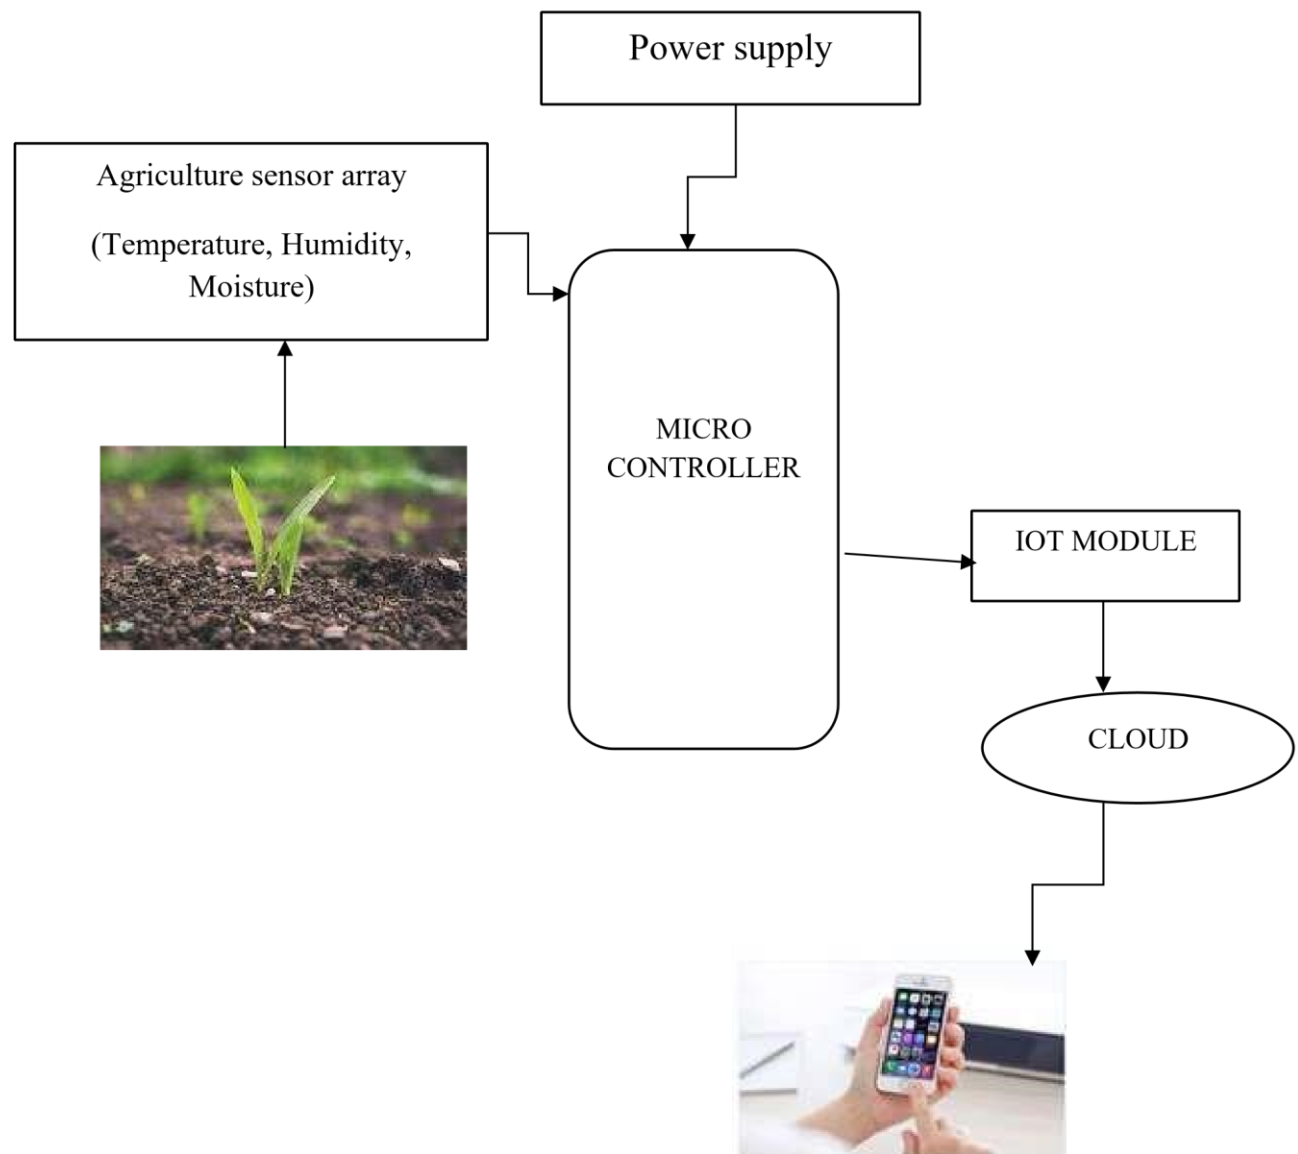 Power supply
Agriculture sensor array
(Temperature, Humidity,
Moisture)
MICRO
CONTROLLER
IOT MODULE
CLOUD